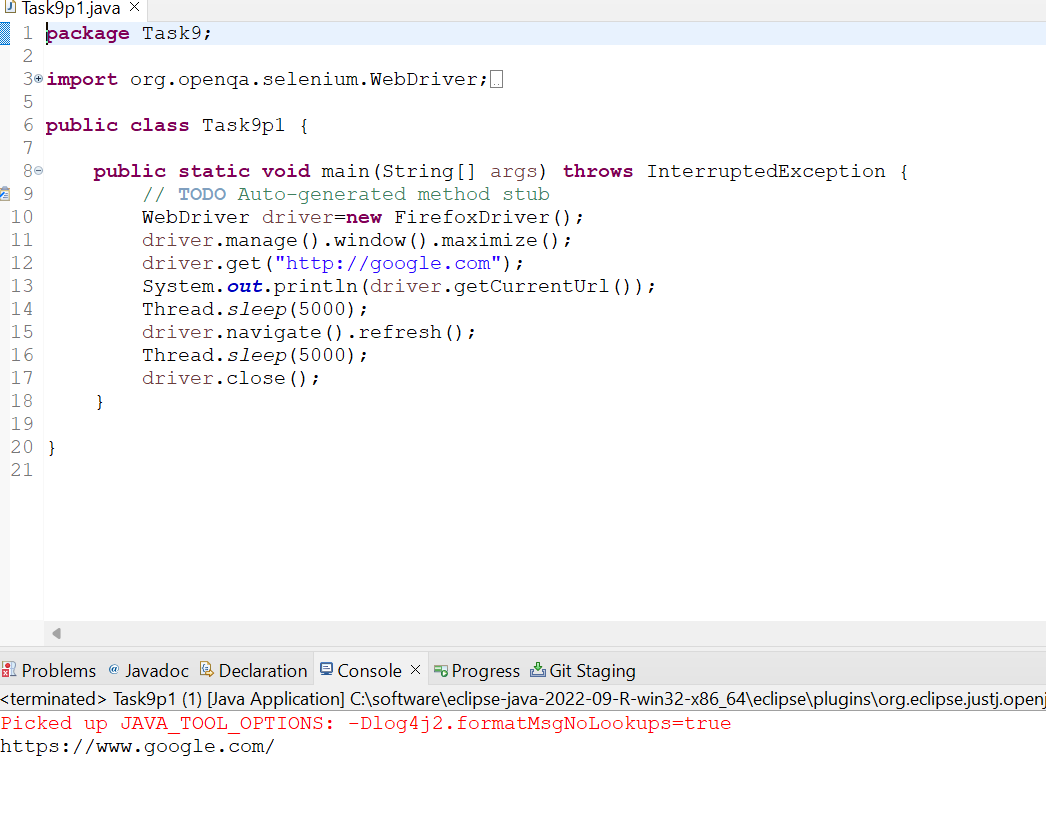 Task9p1.java
1 package Task9;
2
3 import org.openqa.selenium.WebDriver;
5
6 public class Task9p1 {
7
8 public static void main(String[] args) throws InterruptedException {
9 // TODO Auto-generated method stub
10 WebDriver driver=new FirefoxDriver();
11 driver.manage().window().maximize();
12 driver.get("http://google.com");
13 System.out.println(driver.getCurrentUrl());
14 Thread.sleep(5000);
15 driver.navigate().refresh();
16 Thread.sleep(5000);
17 driver.close();
18 }
19
20 }
21
Problems @ Javadoc Declaration Console Progress Git Staging
<terminated> Task9p1 (1) [Java Application] C:\software\eclipse-java-2022-09-R-win32-x86_64\eclipse\plugins\org.eclipse.justj.openj
Picked up JAVA_TOOL_OPTIONS: -Dlog4j2.formatMsgNoLookups=true
https://www.google.com/